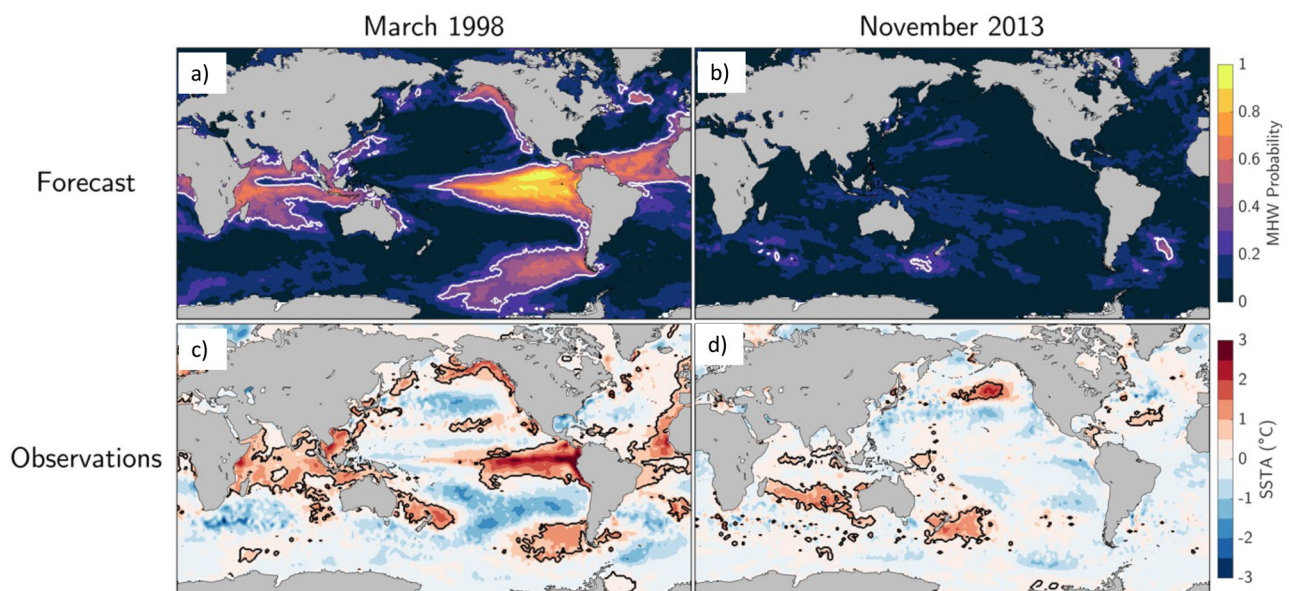 March 1998 November 2013
a) b)
Forecast
1
0.8
0.6
0.4
0.2
0
MHW Probability
c) d)
Observations
3
2
1
0
-1
-2
-3
SSTA (°C)